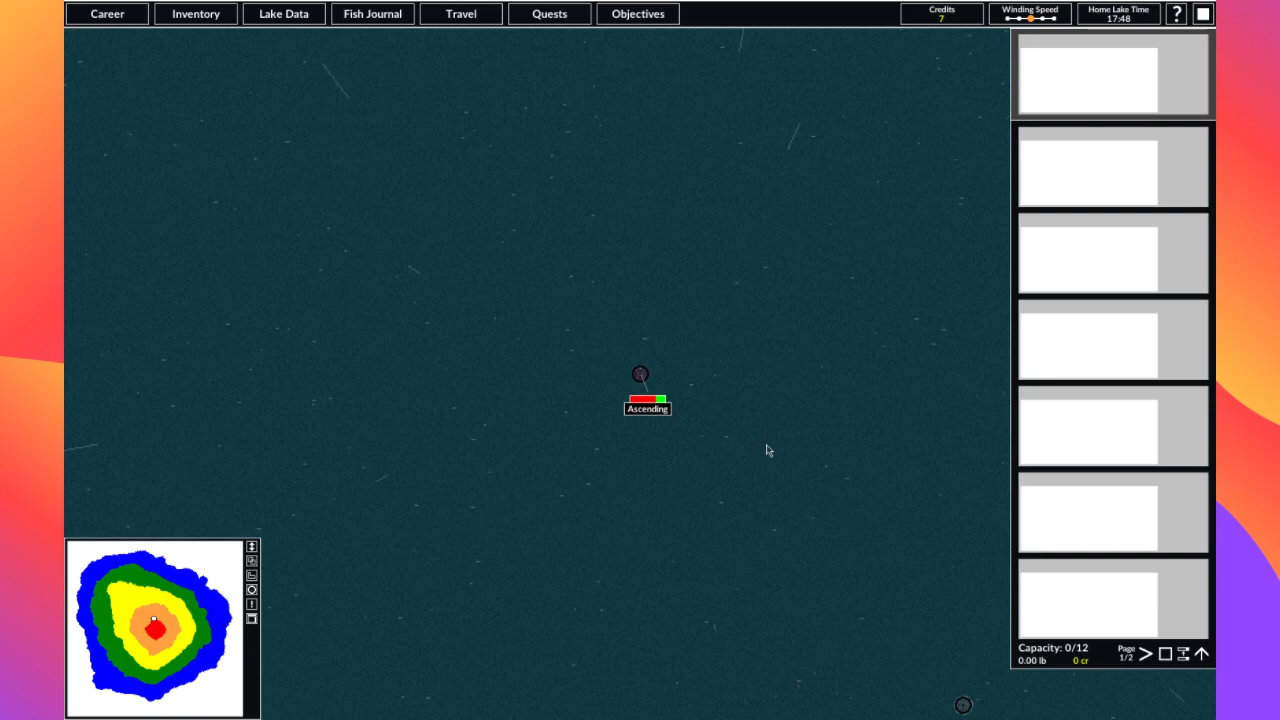 Career
Inventory
Lake Data
Fish Journal
Travel
Quests
Objectives
Credits
7
Winding Speed
Home Lake Time
17:48
?
Ascending
Capacity: 0/12
0.00 lb
0 cr
Page
1/2